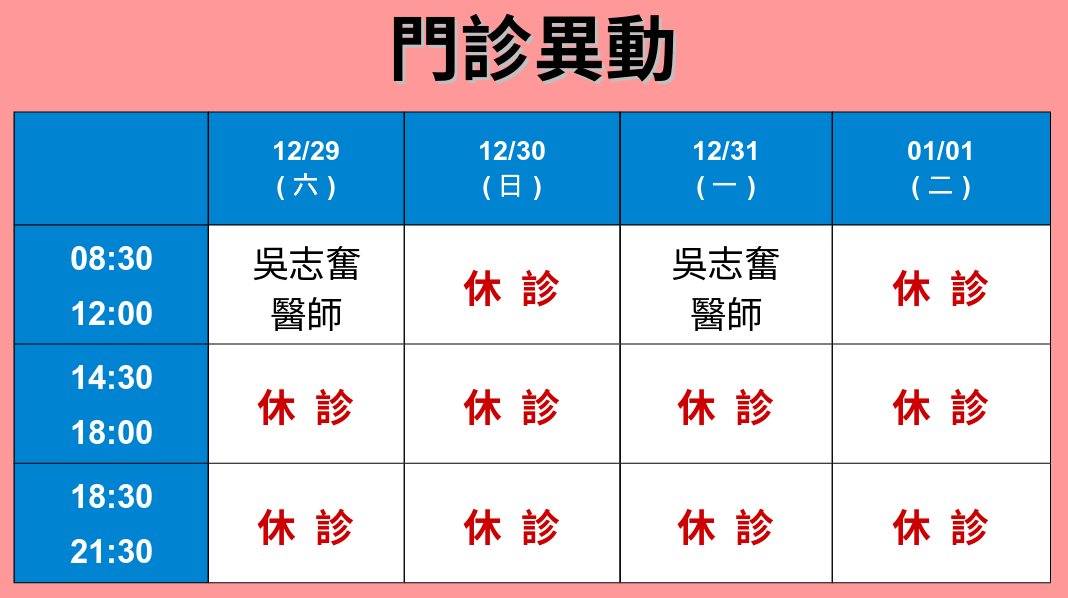 門診異動
12/29
(六)
12/30
(日)
12/31
(一)
01/01
(二)
08:30
12:00
吳志奮
醫師
休 診
吳志奮
醫師
休 診
14:30
18:00
休 診
休 診
休 診
休 診
18:30
21:30
休 診
休 診
休 診
休 診